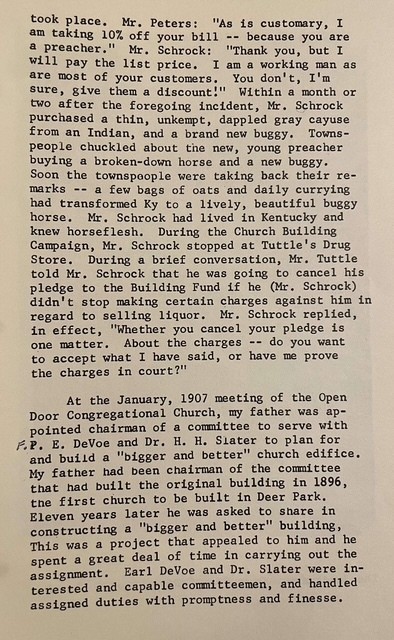 took place. Mr. Peters: "As is customary, I
am taking 10% off your bill -- because you are
a preacher." Mr. Schrock: "Thank you, but I
will pay the list price. I am a working man as
are most of your customers. You don't, I'm
sure, give them a discount!" Within a month or
two after the foregoing incident, Mr. Schrock
purchased a thin, unkempt, dappled gray cayuse
from an Indian, and a brand new buggy. Towns-
people chuckled about the new, young preacher
buying a broken-down horse and a new buggy.
Soon the townspeople were taking back their re-
marks -- a few bags of oats and daily currying
had transformed Ky to a lively, beautiful buggy
horse. Mr. Schrock had lived in Kentucky and
knew horseflesh. During the Church Building
Campaign, Mr. Schrock stopped at Tuttle's Drug
Store. During a brief conversation, Mr. Tuttle
told Mr. Schrock that he was going to cancel his
pledge to the Building Fund if he (Mr. Schrock)
didn't stop making certain charges against him in
regard to selling liquor. Mr. Schrock replied,
in effect, "Whether you cancel your pledge is
one matter. About the charges -- do you want
to accept what I have said, or have me prove
the charges in court?"
At the January, 1907 meeting of the Open
Door Congregational Church, my father was ap-
pointed chairman of a committee to serve with
F. P. E. DeVoe and Dr. H. H. Slater to plan for
and build a "bigger and better" church edifice.
My father had been chairman of the committee
that had built the original building in 1896,
the first church to be built in Deer Park.
Eleven years later he was asked to share in
constructing a "bigger and better" building,
This was a project that appealed to him and he
spent a great deal of time in carrying out the
assignment. Earl DeVoe and Dr. Slater were in-
terested and capable committeemen, and handled
assigned duties with promptness and finesse.